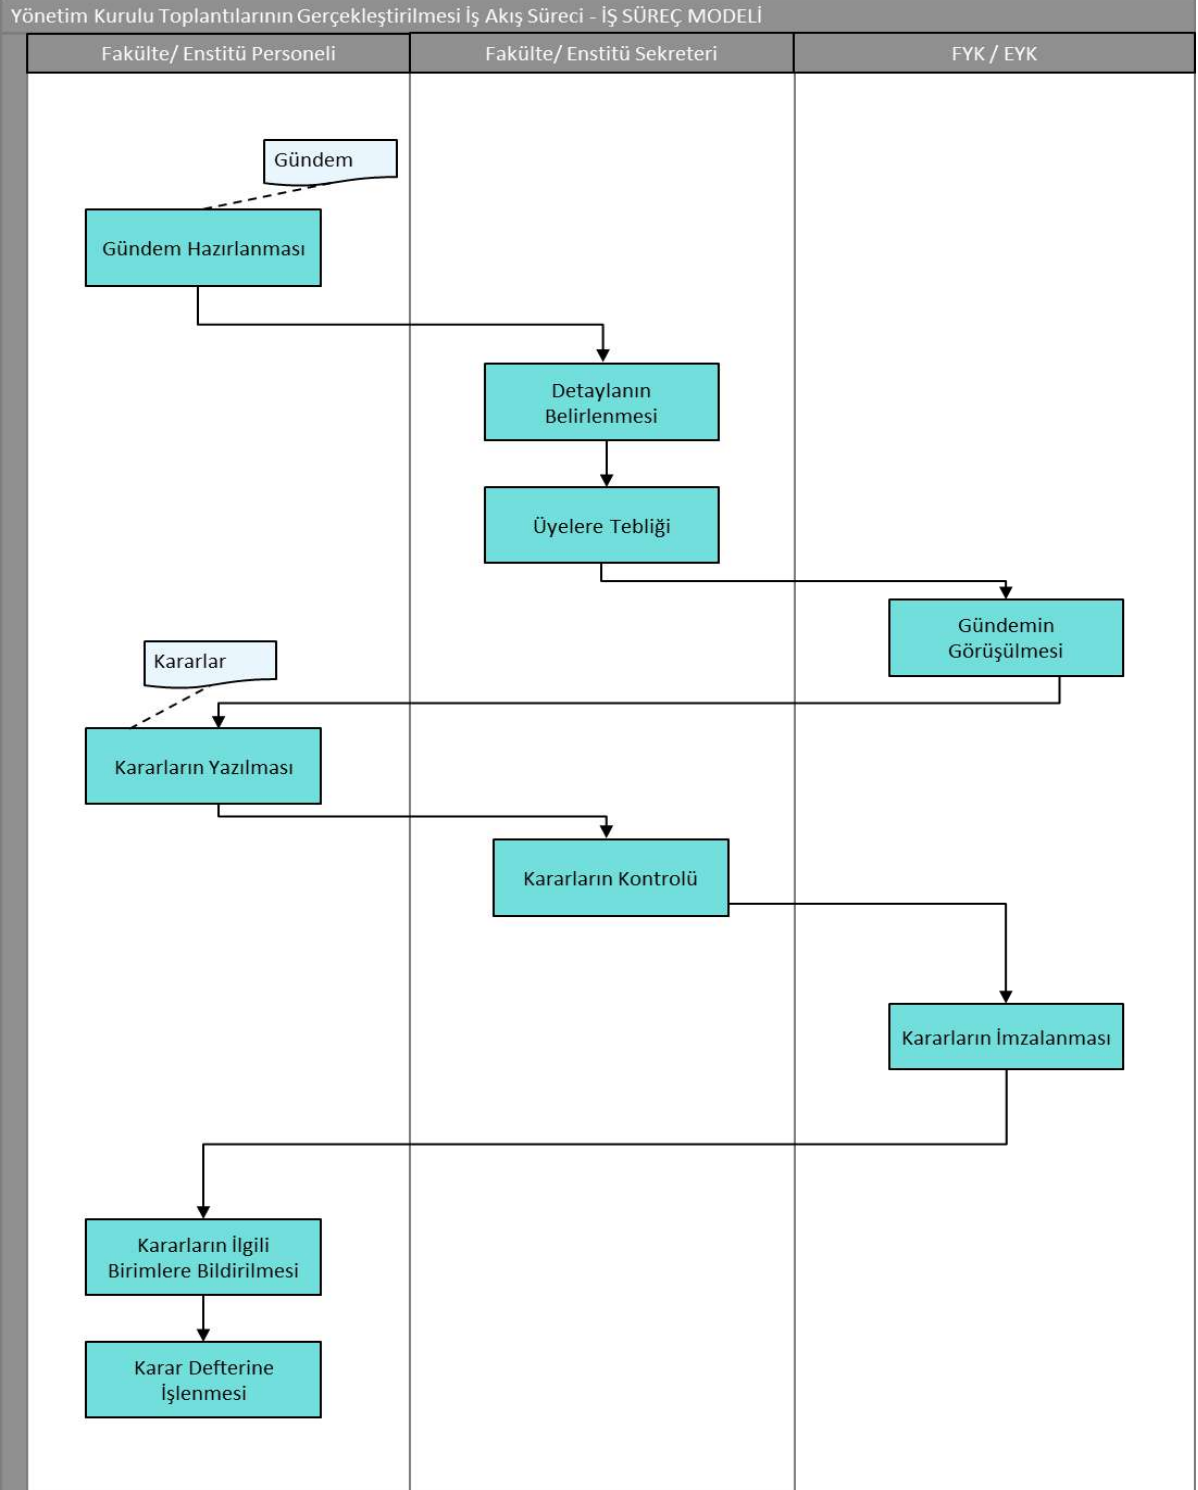 Yönetim Kurulu Toplantılarının Gerçekleştirilmesi İş Akış Süreci - İŞ SÜREÇ MODELİ
Fakülte/ Enstitü Personeli
Fakülte/ Enstitü Sekreteri
FYK / EYK
Gündem
Gündem Hazırlanması
Detaylanın
Belirlenmesi
Üyelere Tebliği
Gündemin
Görüşülmesi
Kararlar
Kararların Yazılması
Kararların Kontrolü
Kararların İmzalanması
Kararların İlgili
Birimlere Bildirilmesi
Karar Defterine
İşlenmesi